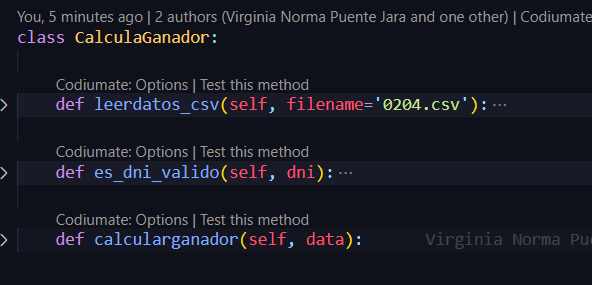 You, 5 minutes ago | 2 authors (Virginia Norma Puente Jara and one other) | Codiumate
class CalculaGanador:
Codiumate: Options | Test this method
def leerdatos_csv(self, filename='0204.csv'):···
Codiumate: Options | Test this method
def es_dni_valido(self, dni):···
Codiumate: Options | Test this method
def calcularganador(self, data): Virginia Norma Pue